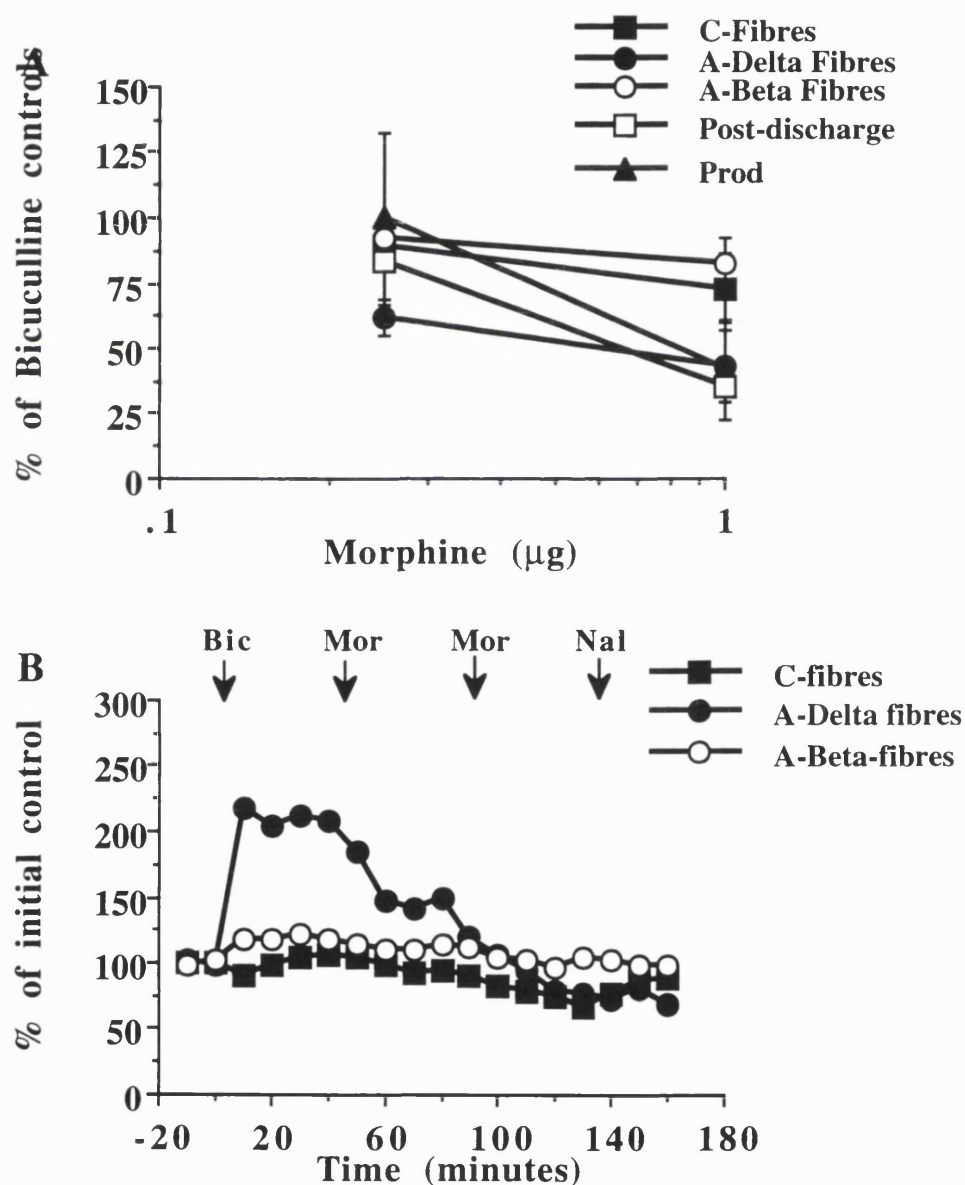 A
% of Bicuculline controls
C-Fibres
A-Delta Fibres
A-Beta Fibres
Post-discharge
Prod
150
125
100
75
50
25
0
.1
1
Morphine (µg)
B
Bic
Mor
Mor
Nal
C-fibres
A-Delta fibres
A-Beta-fibres
% of initial control
300
250
200
150
100
50
0
-20
20
60
100
140
180
Time (minutes)